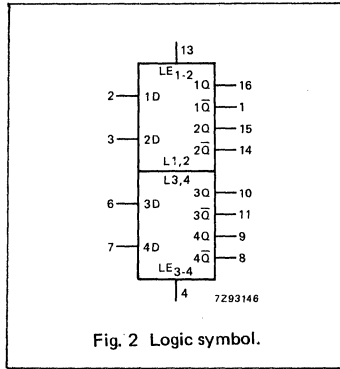 13
LE1-2
1Q 16
2 1D
1Q̅ 1
2Q 15
3 2D
2Q̅ 14
L1,2
L3,4
3Q 10
6 3D
3Q̅ 11
4Q 9
7 4D
4Q̅ 8
LE3-4
4
7Z93146
Fig. 2 Logic symbol.